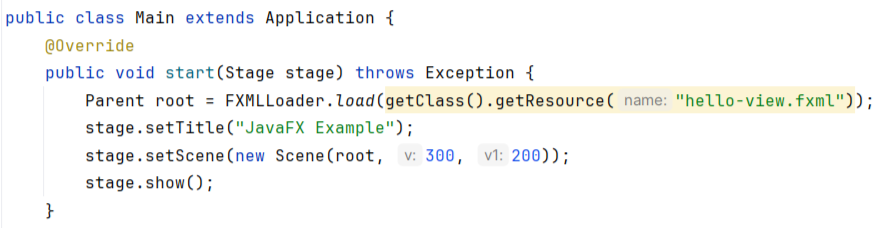 public class Main extends Application {
    @Override
    public void start(Stage stage) throws Exception {
        Parent root = FXMLLoader.load(getClass().getResource( name: "hello-view.fxml"));
        stage.setTitle("JavaFX Example");
        stage.setScene(new Scene(root, v: 300, v1: 200));
        stage.show();
    }